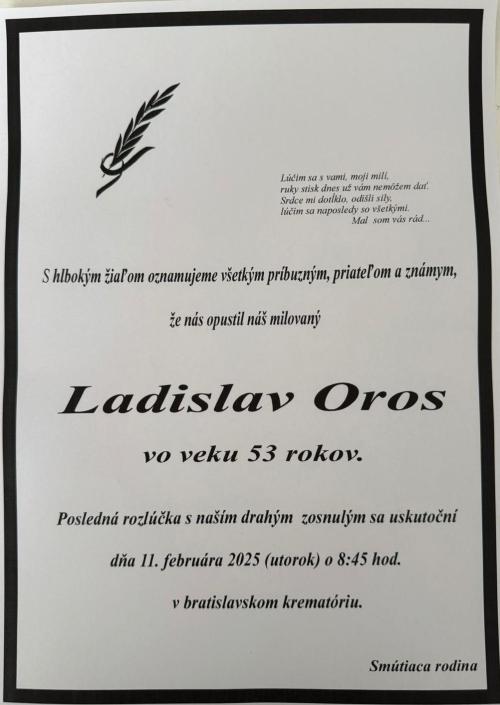 Lúčim sa s vami, moji milí,
ruky stisk dnes už vám nemôžem dať.
Srdce mi dotĺklo, odišli sily,
lúčim sa naposledy so všetkými.
Mal som vás rád...
S hlbokým žiaľom oznamujeme všetkým príbuzným, priateľom a známym,
že nás opustil náš milovaný
Ladislav Oros
vo veku 53 rokov.
Posledná rozlúčka s naším drahým zosnulým sa uskutoční
dňa 11. februára 2025 (utorok) o 8:45 hod.
v bratislavskom krematóriu.
Smútiaca rodina